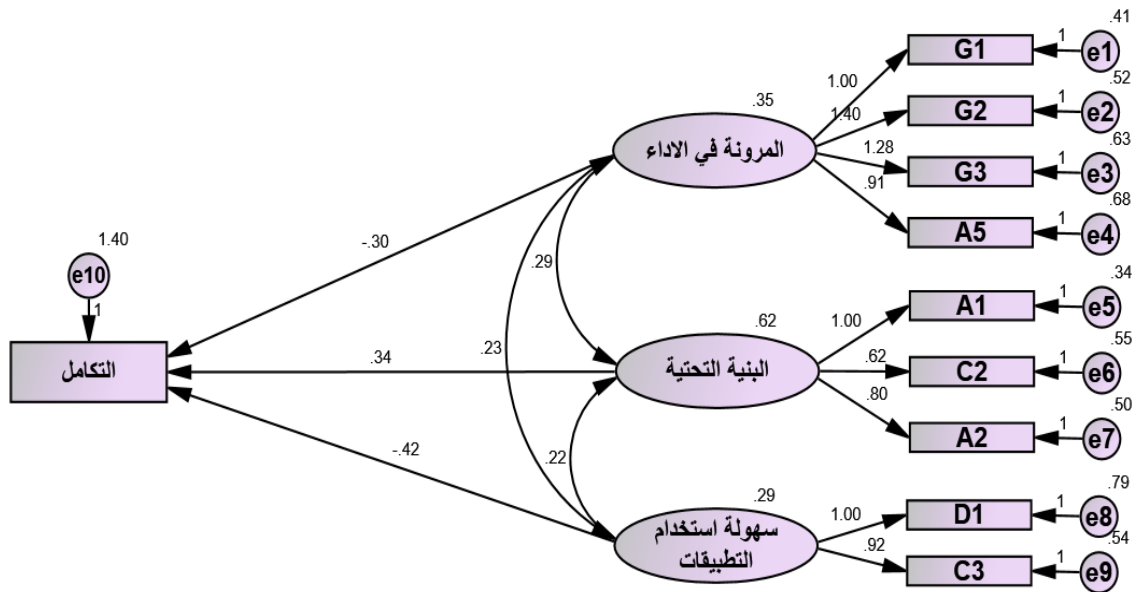 .41
G1
1
e1
1.00
.52
G2
1
e2
.35
1.40
.63
المرونة في الاداء
1.28
G3
1
e3
.91
.68
A5
1
e4
-.30
1.40
e10
1
.29
.34
A1
1
e5
1.00
.62
.55
التكامل
.34
.23
البنية التحتية
.62
C2
1
e6
.80
.50
A2
1
e7
-.42
.22
.79
.29
D1
1
e8
1.00
سهولة استخدام
التطبيقات
.54
.92
C3
1
e9